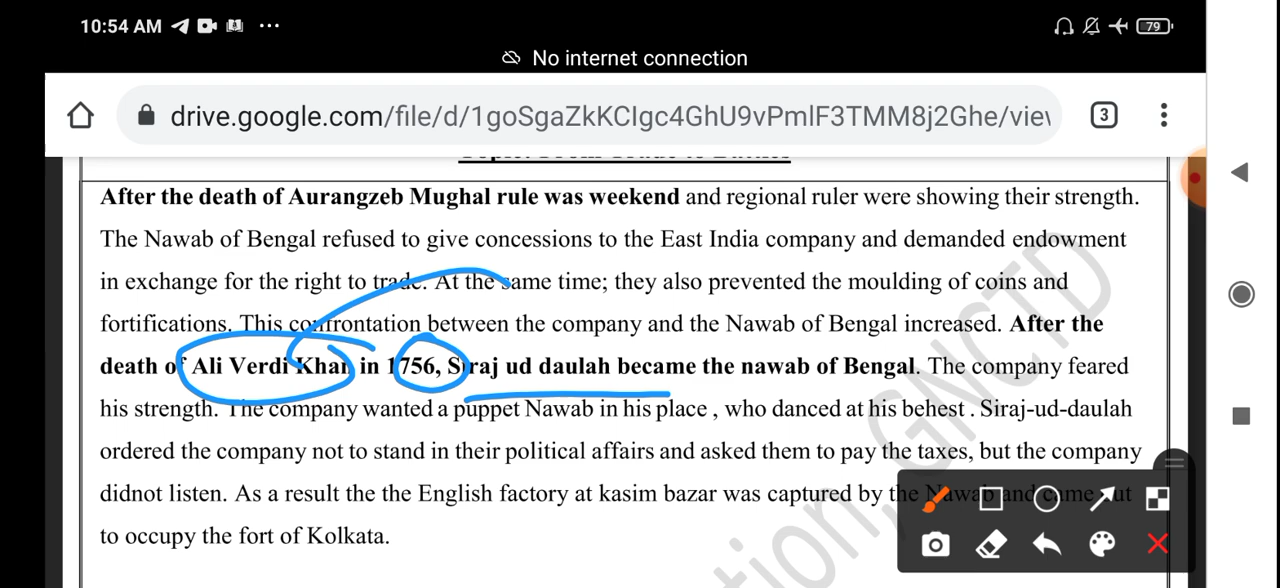 10:54 AM
79
No internet connection
drive.google.com/file/d/1goSgaZkKCIgc4GhU9vPmlF3TMM8j2Ghe/view
3
After the death of Aurangzeb Mughal rule was weekend and regional ruler were showing their strength.
The Nawab of Bengal refused to give concessions to the East India company and demanded endowment
in exchange for the right to trade. At the same time; they also prevented the moulding of coins and
fortifications. This confrontation between the company and the Nawab of Bengal increased. After the
death of Ali Verdi Khan in 1756, Siraj ud daulah became the nawab of Bengal. The company feared
his strength. The company wanted a puppet Nawab in his place , who danced at his behest . Siraj-ud-daulah
ordered the company not to stand in their political affairs and asked them to pay the taxes, but the company
didnot listen. As a result the the English factory at kasim bazar was captured by the Nawab and came out
to occupy the fort of Kolkata.
GNCTD